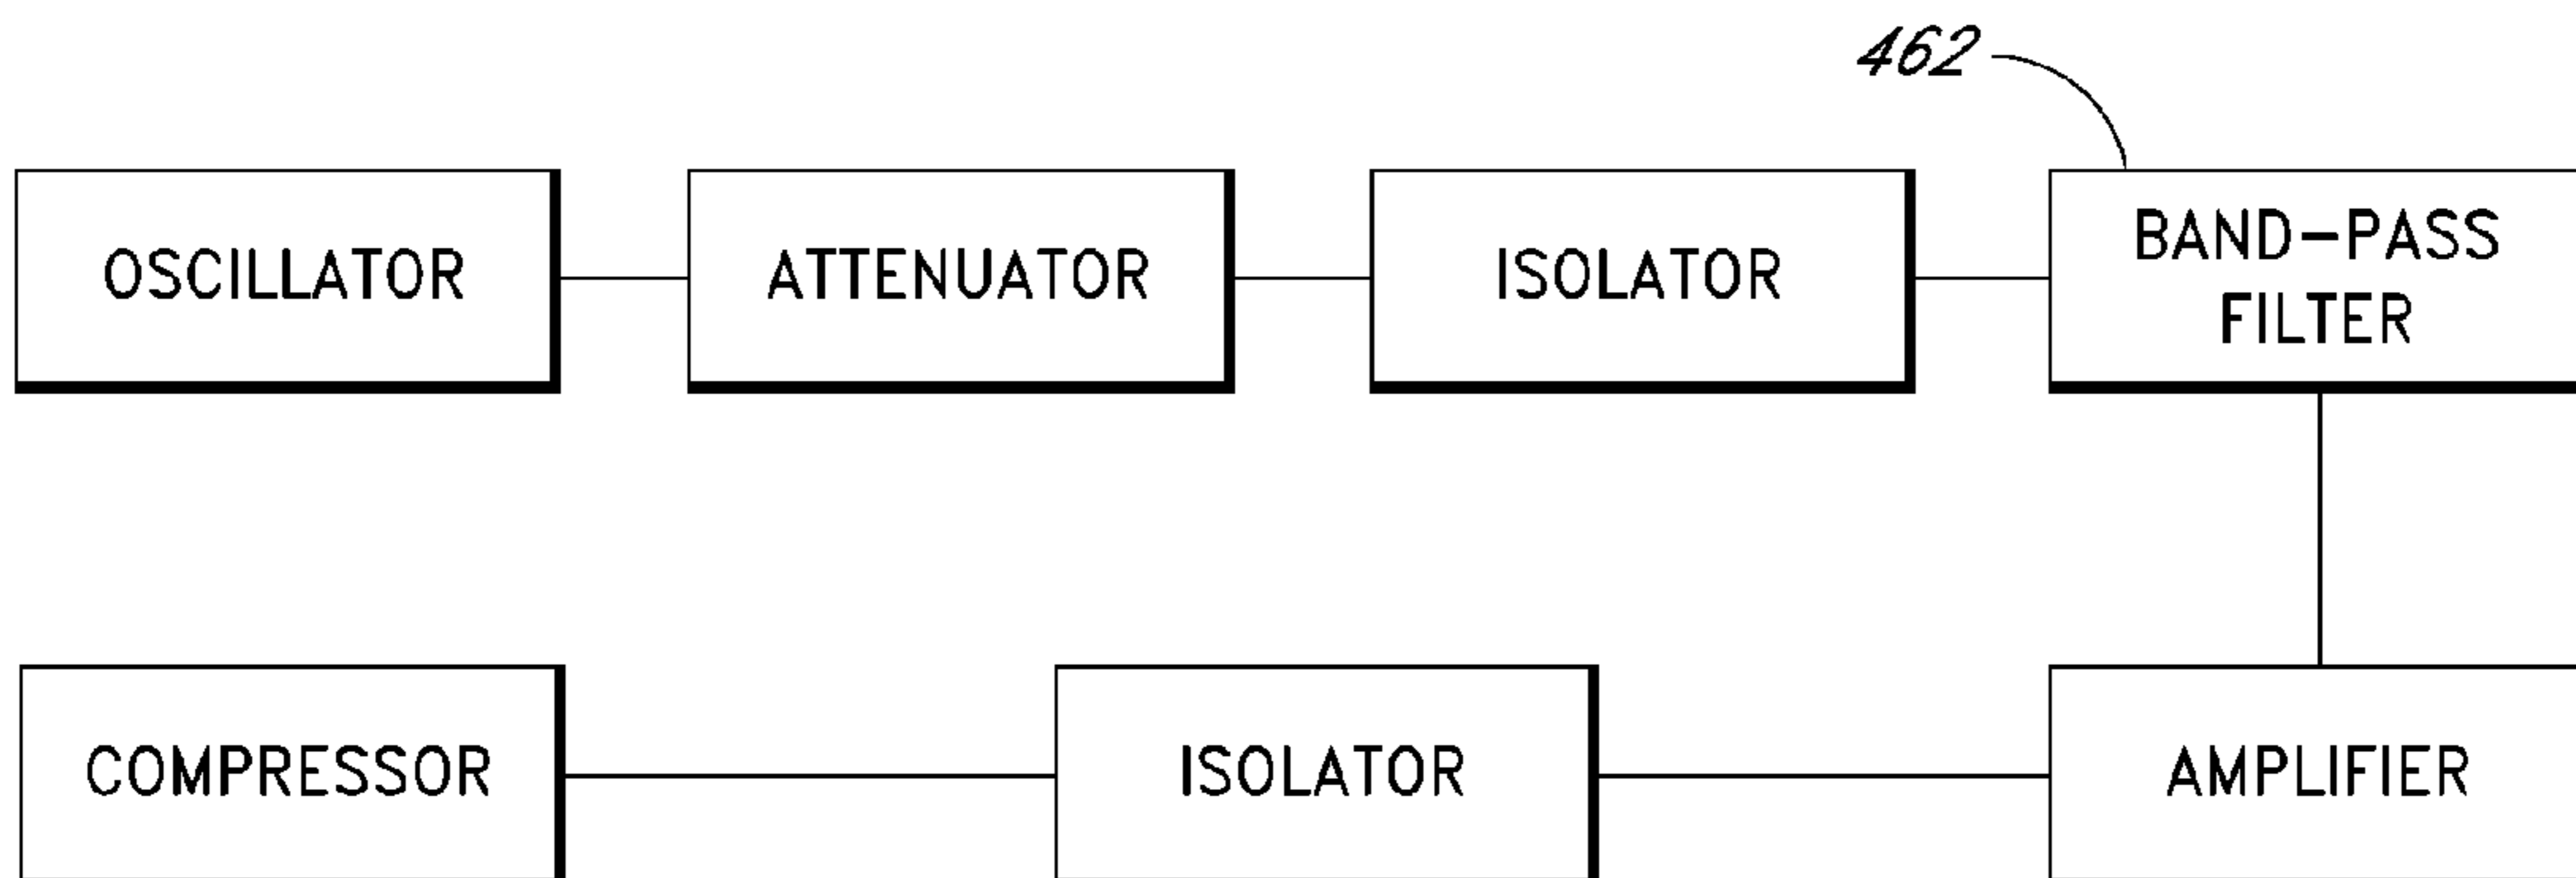 462
OSCILLATOR
ATTENUATOR
ISOLATOR
BAND-PASS
FILTER
COMPRESSOR
ISOLATOR
AMPLIFIER